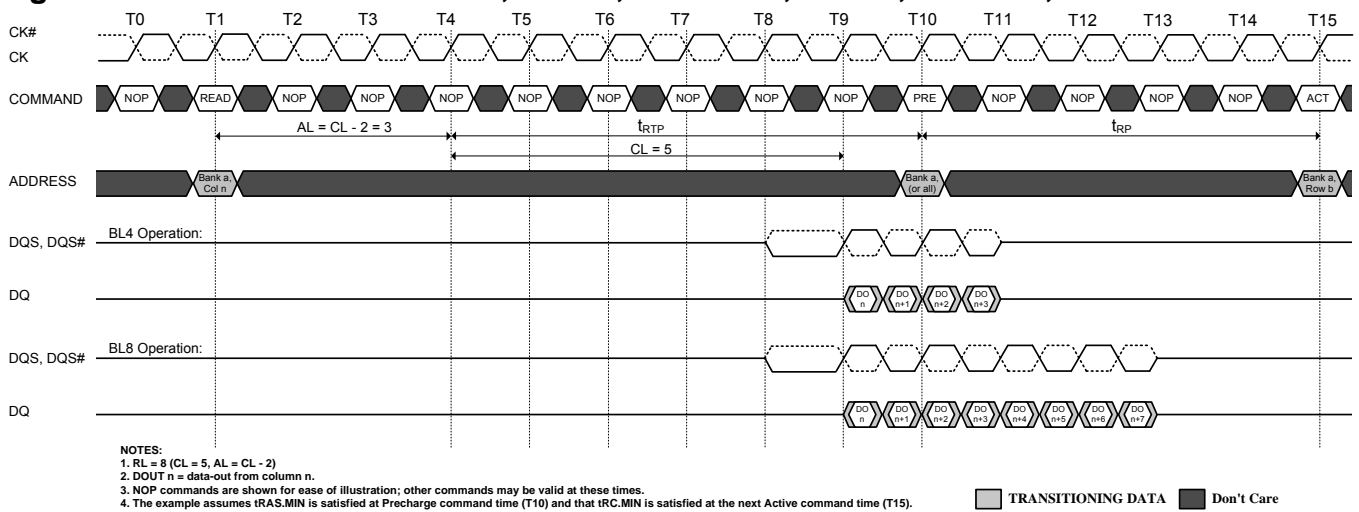 T0 T1 T2 T3 T4 T5 T6 T7 T8 T9 T10 T11 T12 T13 T14 T15
CK#
CK
COMMAND NOP READ NOP NOP NOP NOP NOP NOP NOP NOP PRE NOP NOP NOP NOP ACT
AL = CL - 2 = 3 tRTP tRP
CL = 5
ADDRESS Bank a, Col n Bank a, (or all) Bank a, Row b
BL4 Operation:
DQS, DQS#
DQ DO n DO n+1 DO n+2 DO n+3
BL8 Operation:
DQS, DQS#
DQ DO n DO n+1 DO n+2 DO n+3 DO n+4 DO n+5 DO n+6 DO n+7
NOTES:
1. RL = 8 (CL = 5, AL = CL - 2)
2. DOUT n = data-out from column n.
3. NOP commands are shown for ease of illustration; other commands may be valid at these times.
4. The example assumes tRAS.MIN is satisfied at Precharge command time (T10) and that tRC.MIN is satisfied at the next Active command time (T15).
TRANSITIONING DATA Don't Care